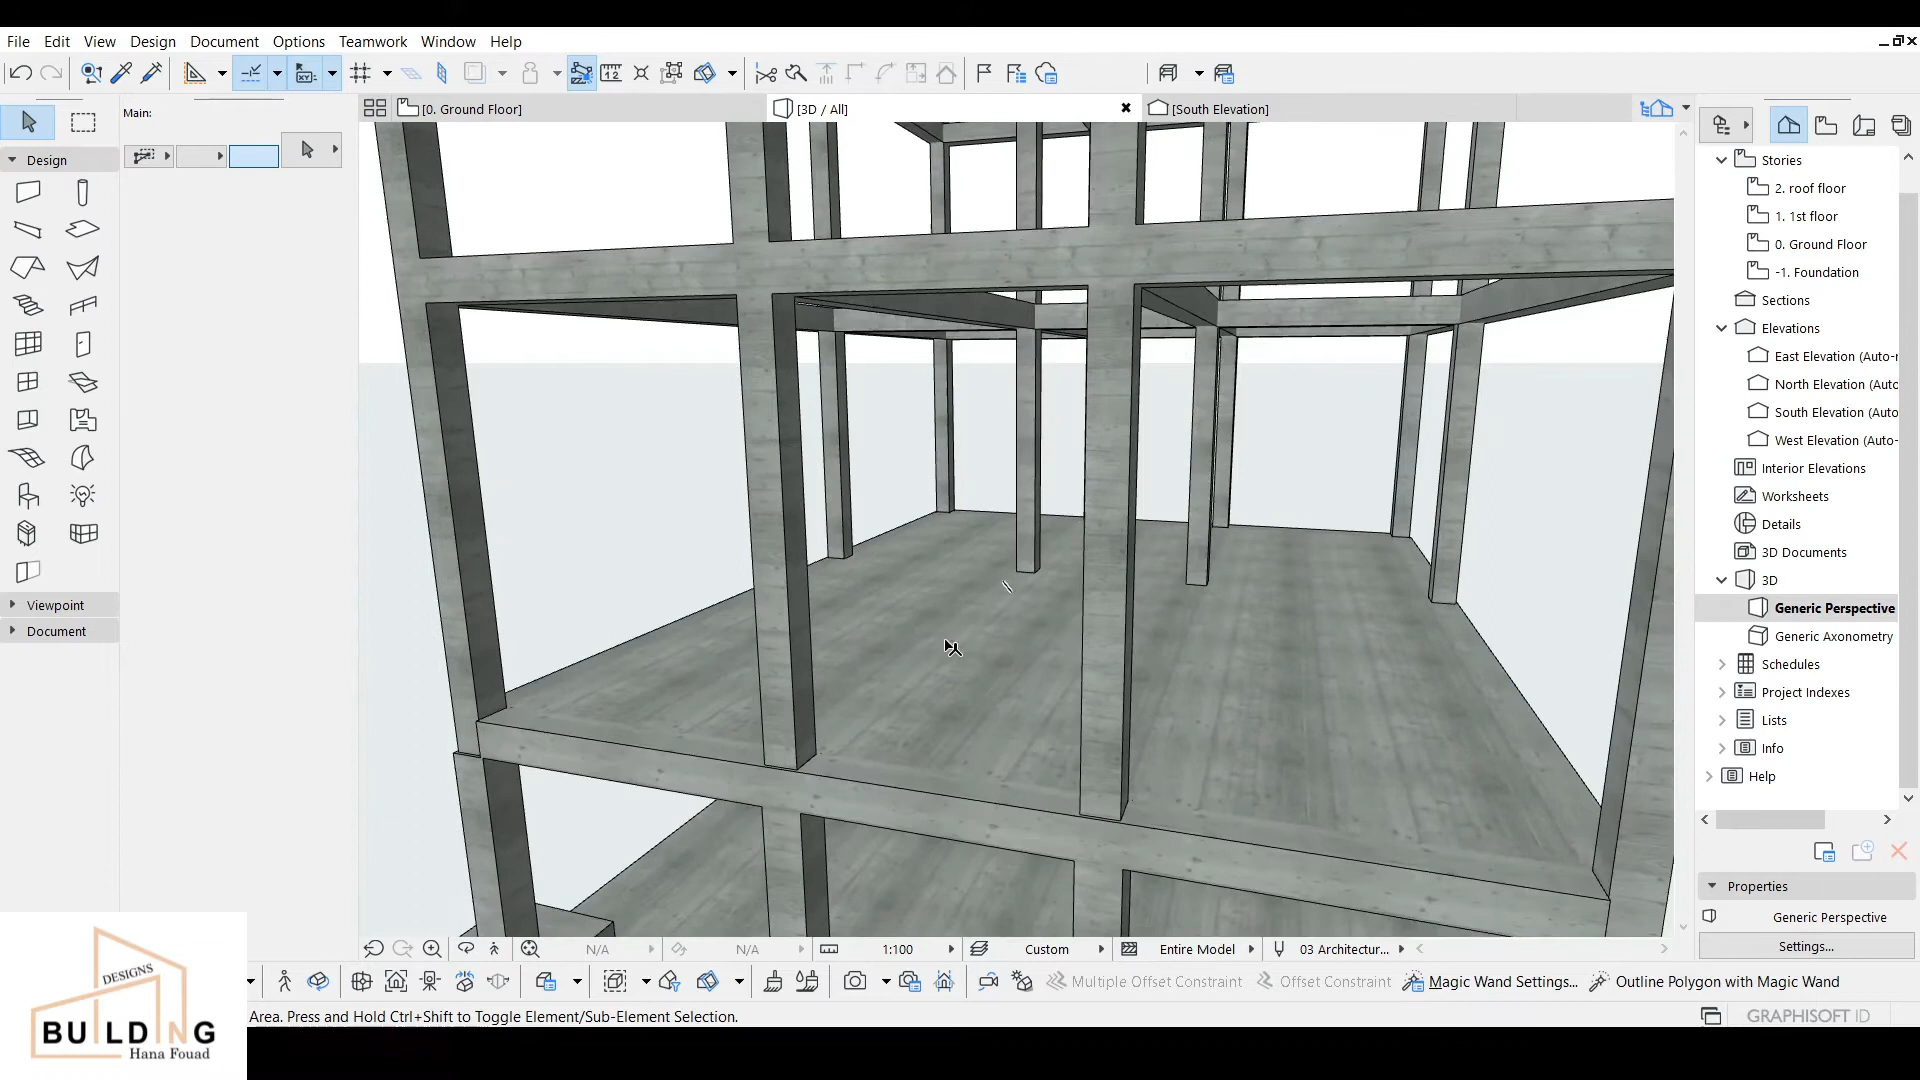 File Edit View Design Document Options Teamwork Window Help
[0. Ground Floor]
[3D / All]
[South Elevation]
Main:
Design
Viewpoint
Document
Stories
2. roof floor
1. 1st floor
0. Ground Floor
-1. Foundation
Sections
Elevations
East Elevation (Auto-r
North Elevation (Auto
South Elevation (Auto
West Elevation (Auto-
Interior Elevations
Worksheets
Details
3D Documents
3D
Generic Perspective
Generic Axonometry
Schedules
Project Indexes
Lists
Info
Help
Properties
Generic Perspective
Settings...
N/A N/A 1:100 Custom Entire Model 03 Architectur...
Multiple Offset Constraint Offset Constraint Magic Wand Settings... Outline Polygon with Magic Wand
Area. Press and Hold Ctrl+Shift to Toggle Element/Sub-Element Selection.
GRAPHISOFT ID
DESIGNS
BUILDING
Hana Fouad